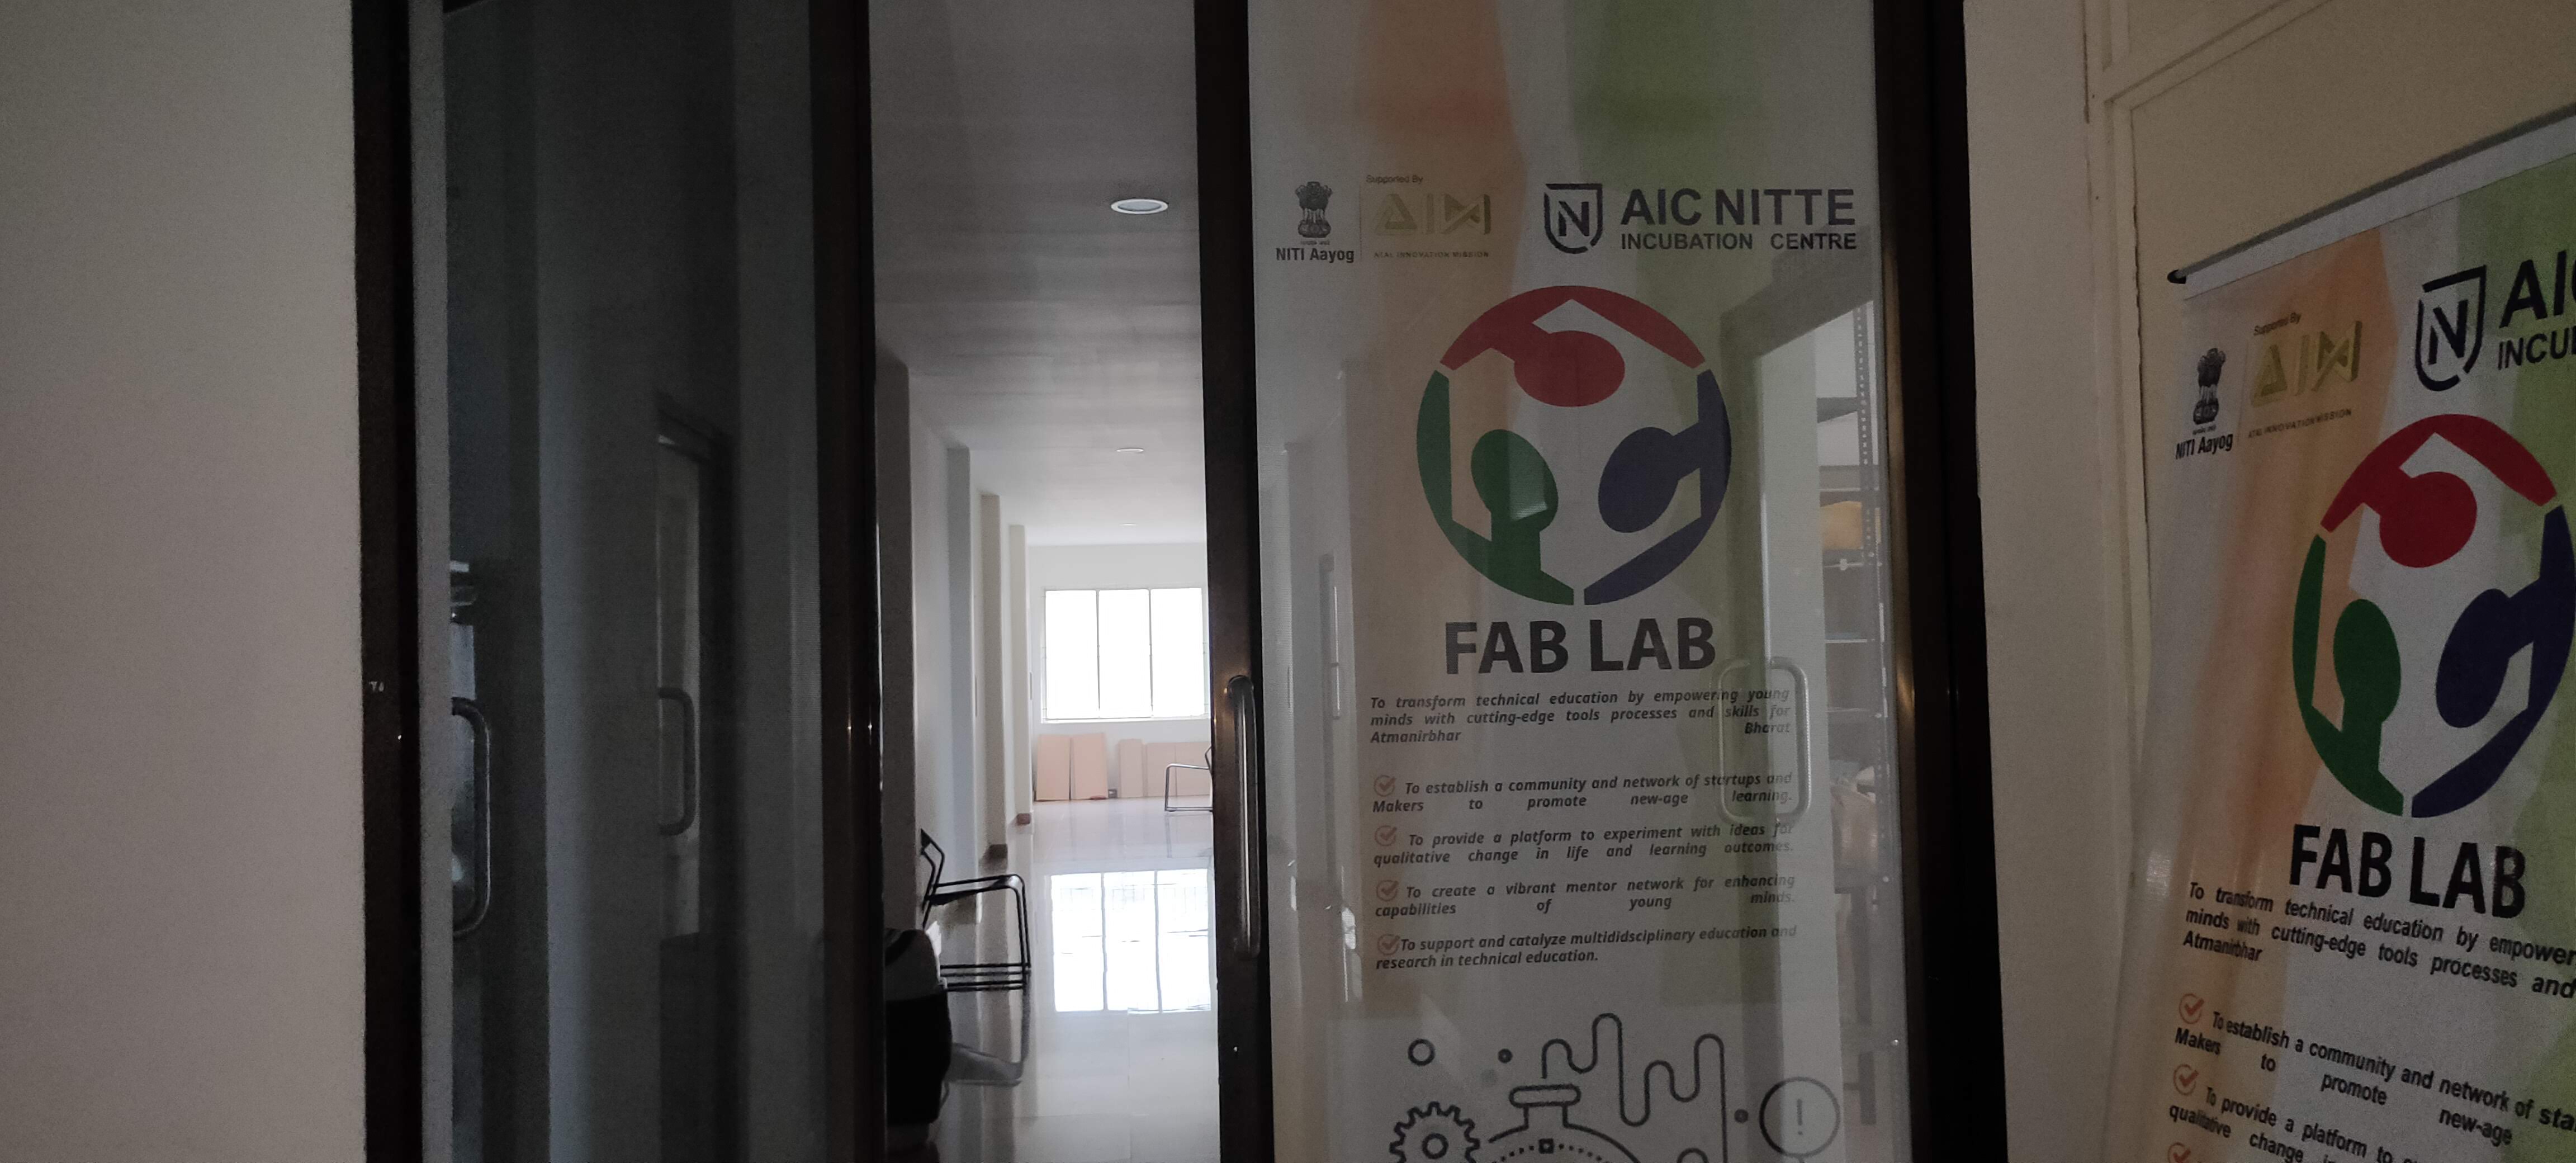 Supported By
AIM
NITI Aayog
ATAL INNOVATION MISSION
N
AIC NITTE
INCUBATION CENTRE
FAB LAB
To transform technical education by empowering young
minds with cutting-edge tools processes and skills for
Atmanirbhar Bharat
To establish a community and network of startups and
Makers to promote new-age learning.
To provide a platform to experiment with ideas for
qualitative change in life and learning outcomes.
To create a vibrant mentor network for enhancing
capabilities of young minds.
To support and catalyze multididsciplinary education and
research in technical education.
!
Supported By
AIM
NITI Aayog
ATAL INNOVATION MISSION
N
AIC
INCU
FAB LAB
To transform technical education by empower
minds with cutting-edge tools processes and
Atmanirbhar
To establish a community and network of sta
Makers to promote new-age
To provide a platform to
qualitative change